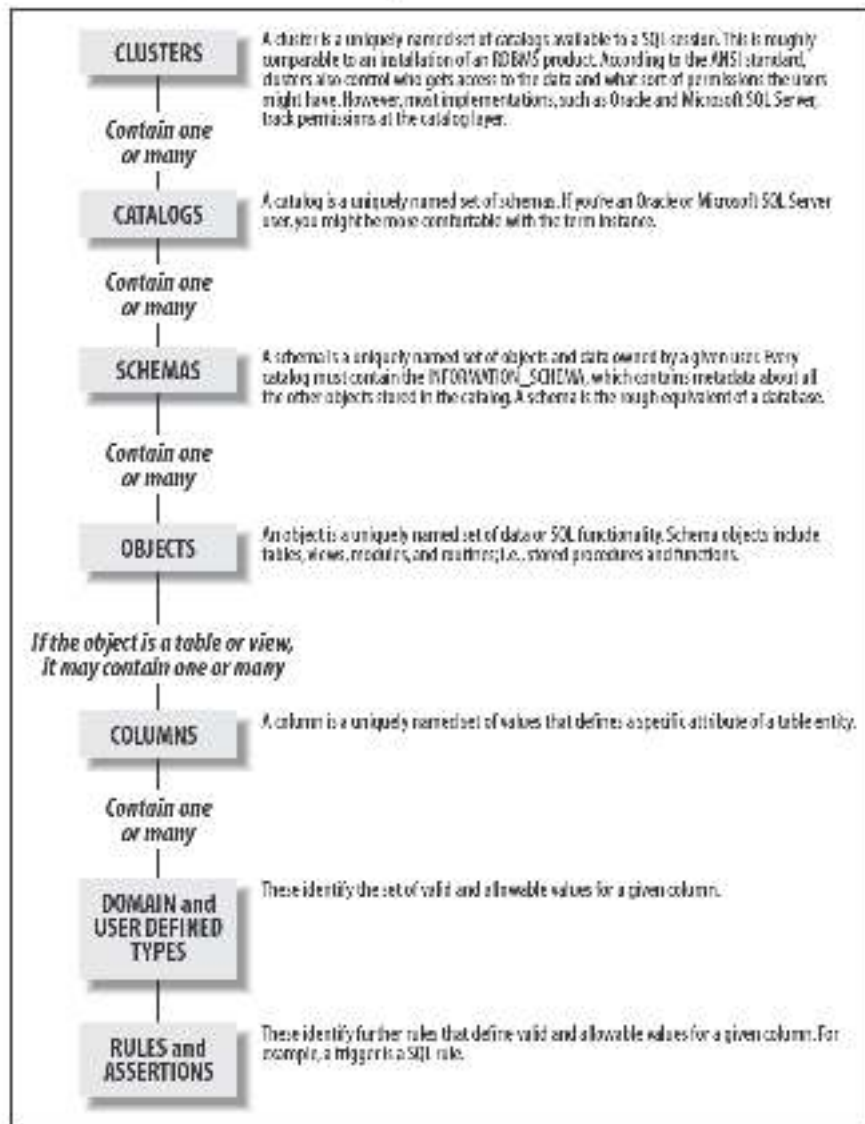 CLUSTERS
A cluster is a uniquely named set of catalogs available to a SQL session. This is roughly
comparable to an installation of an RDBMS product. According to the ANSI standard,
clusters also control who gets access to the data and what sort of permissions the users
might have. However, most implementations, such as Oracle and Microsoft SQL Server,
track permissions at the catalog layer.
Contain one
or many
CATALOGS
A catalog is a uniquely named set of schemas. If you're an Oracle or Microsoft SQL Server
user, you might be more comfortable with the term instance.
Contain one
or many
SCHEMAS
A schema is a uniquely named set of objects and data owned by a given user. Every
catalog must contain the INFORMATION_SCHEMA, which contains metadata about all
the other objects stored in the catalog. A schema is the rough equivalent of a database.
Contain one
or many
OBJECTS
An object is a uniquely named set of data or SQL functionality. Schema objects include
tables, views, modules, and routines; i.e., stored procedures and functions.
If the object is a table or view,
it may contain one or many
COLUMNS
A column is a uniquely named set of values that defines a specific attribute of a table entity.
Contain one
or many
DOMAIN and
USER DEFINED
TYPES
These identify the set of valid and allowable values for a given column.
RULES and
ASSERTIONS
These identify further rules that define valid and allowable values for a given column. For
example, a trigger is a SQL rule.